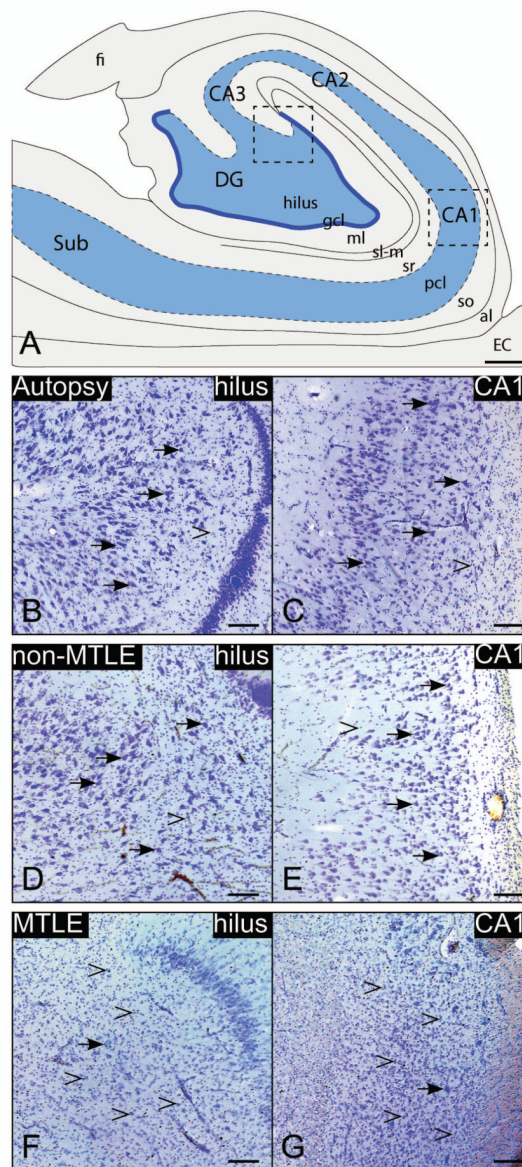 fi
CA2
CA3
DG
hilus
CA1
gcl
ml
Sub
sl-m
sr
pcl
so
al
A
EC
Autopsy hilus
CA1
B
C
non-MTLE hilus
CA1
D
E
MTLE hilus
CA1
F
G